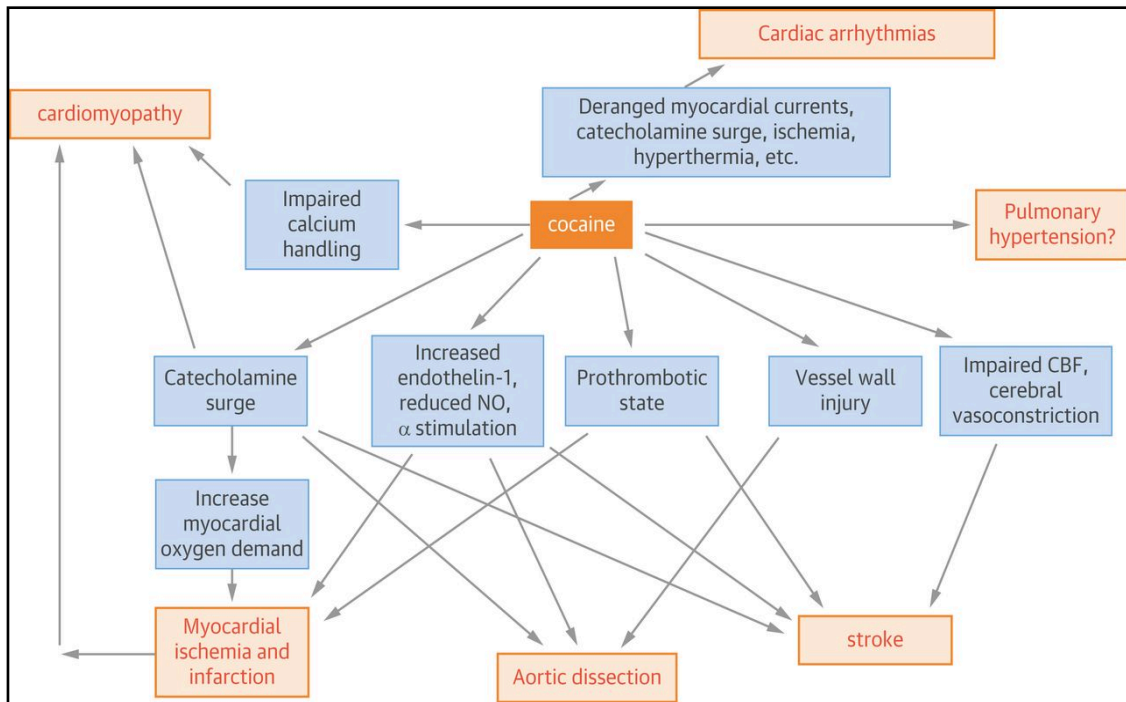 Cardiac arrhythmias
cardiomyopathy
Deranged myocardial currents,
catecholamine surge, ischemia,
hyperthermia, etc.
Impaired
calcium
handling
cocaine
Pulmonary
hypertension?
Catecholamine
surge
Increased
endothelin-1,
reduced NO,
α stimulation
Prothrombotic
state
Vessel wall
injury
Impaired CBF,
cerebral
vasoconstriction
Increase
myocardial
oxygen demand
Myocardial
ischemia and
infarction
Aortic dissection
stroke